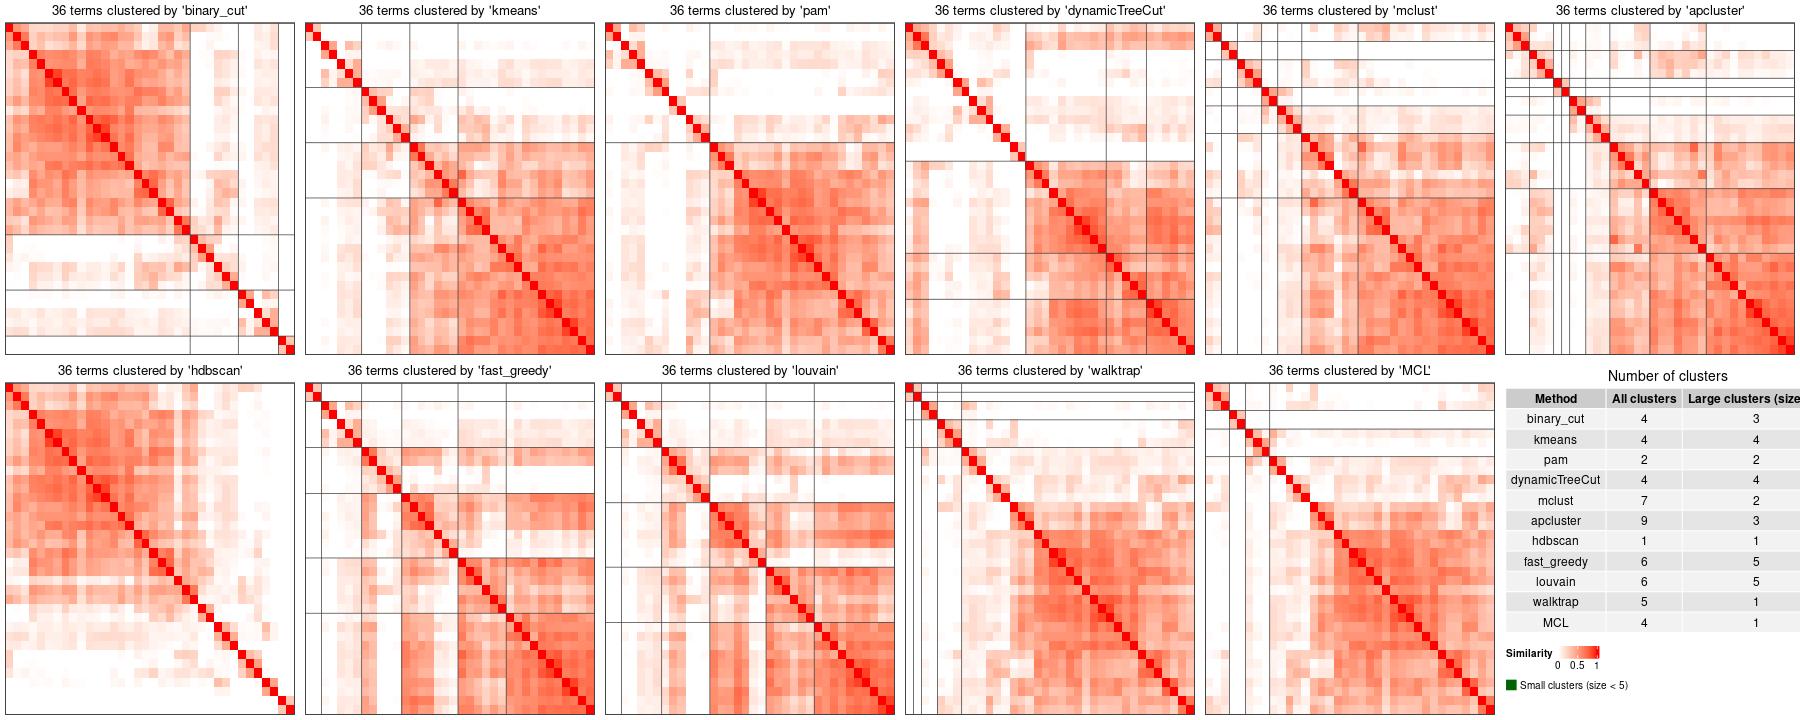 36 terms clustered by 'binary_cut'
36 terms clustered by 'kmeans'
36 terms clustered by 'pam'
36 terms clustered by 'dynamicTreeCut'
36 terms clustered by 'mclust'
36 terms clustered by 'apcluster'
36 terms clustered by 'hdbscan'
36 terms clustered by 'fast_greedy'
36 terms clustered by 'louvain'
36 terms clustered by 'walktrap'
36 terms clustered by 'MCL'
Number of clusters
Method All clusters Large clusters (size
binary_cut 4 3
kmeans 4 4
pam 2 2
dynamicTreeCut 4 4
mclust 7 2
apcluster 9 3
hdbscan 1 1
fast_greedy 6 5
louvain 6 5
walktrap 5 1
MCL 4 1
Similarity
0 0.5 1
Small clusters (size < 5)